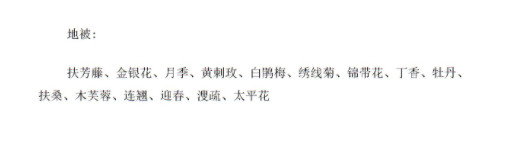 地被:
扶芳藤、金银花、月季、黄刺玫、白鹃梅、绣线菊、锦带花、丁香、牡丹、
扶桑、木芙蓉、连翘、迎春、溲疏、太平花